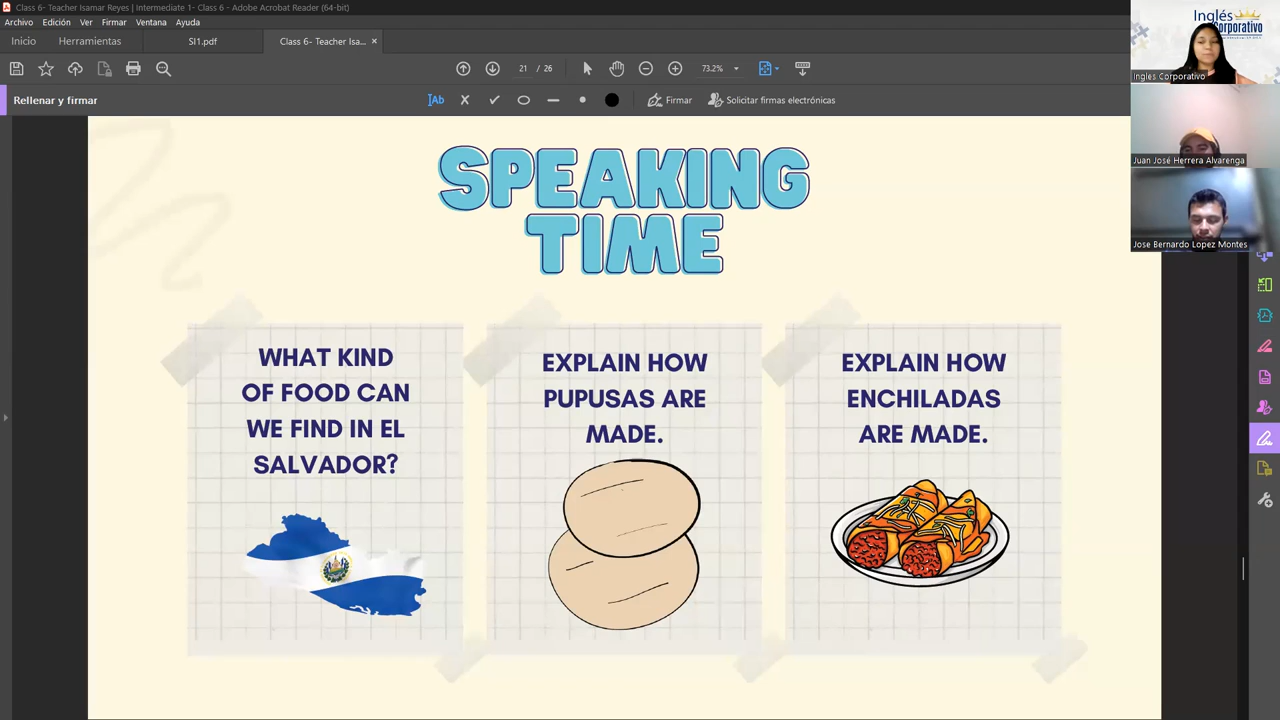 Class 6- Teacher Isamar Reyes | Intermediate 1- Class 6 - Adobe Acrobat Reader (64-bit)
Archivo Edición Ver Firmar Ventana Ayuda
Inicio Herramientas SI1.pdf Class 6- Teacher Isa... ×
21 / 26 73.2%
Rellenar y firmar Ab Firmar Solicitar firmas electrónicas
SPEAKING
TIME
WHAT KIND
OF FOOD CAN
WE FIND IN EL
SALVADOR?
EXPLAIN HOW
PUPUSAS ARE
MADE.
EXPLAIN HOW
ENCHILADAS
ARE MADE.
Inglés
Corporativo
Ingles Corporativo
Juan José Herrera Alvarenga
Jose Bernardo Lopez Montes